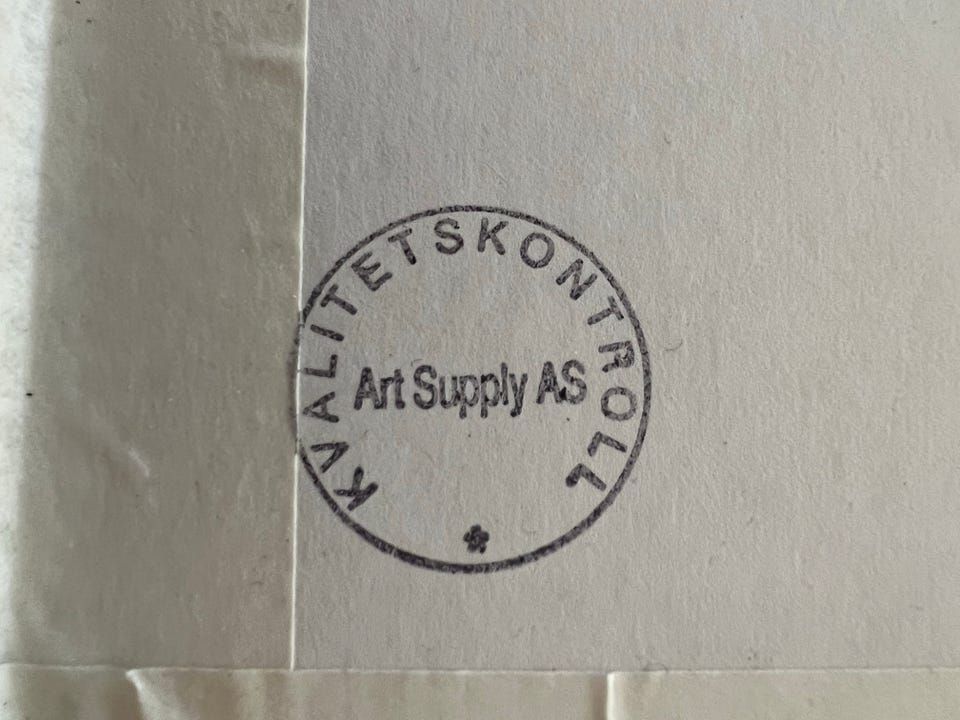 KVALITETSKONTROLL
Art Supply AS